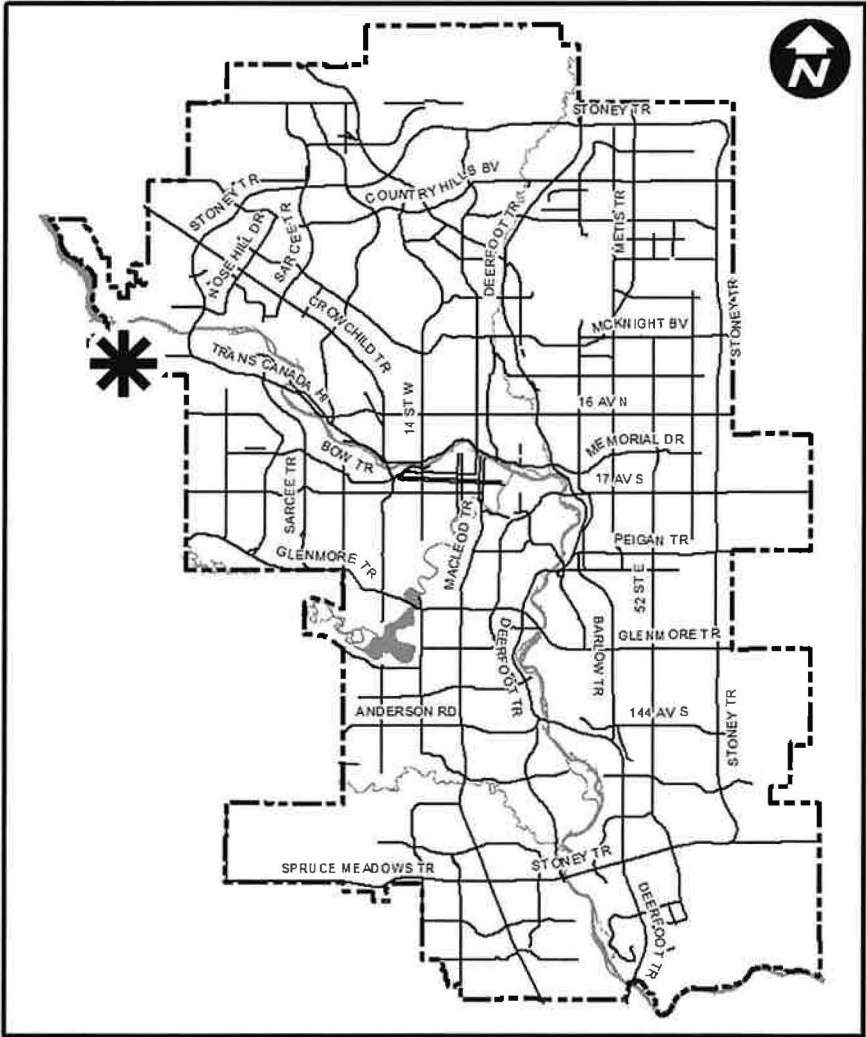 N
STONEY TR
COUNTRY HILLS BV
STONEY TR
METIS TR
NOSE HILL DR
SARCEE TR
DEERFOOT TR
STONEY TR
CROWCHILD TR
MCKNIGHT BV
TRANS CANADA HI
14 ST W
16 AV N
BOW TR
MEMORIAL DR
17 AV S
SARCEE TR
MACLEOD TR
PEIGAN TR
GLENMORE TR
52 ST E
BARLOW TR
GLENMORE TR
DEERFOOT TR
ANDERSON RD
144 AV S
STONEY TR
STONEY TR
SPRUCE MEADOWS TR
DEERFOOT TR